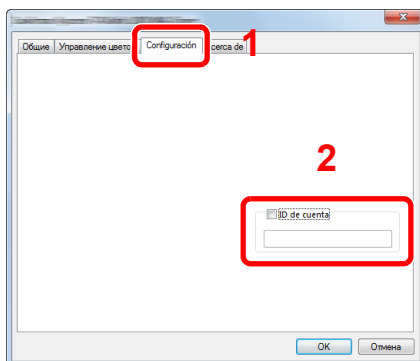 Общие Управление цвето Configuración cerca de
1
2
ID de cuenta
OK Отмена